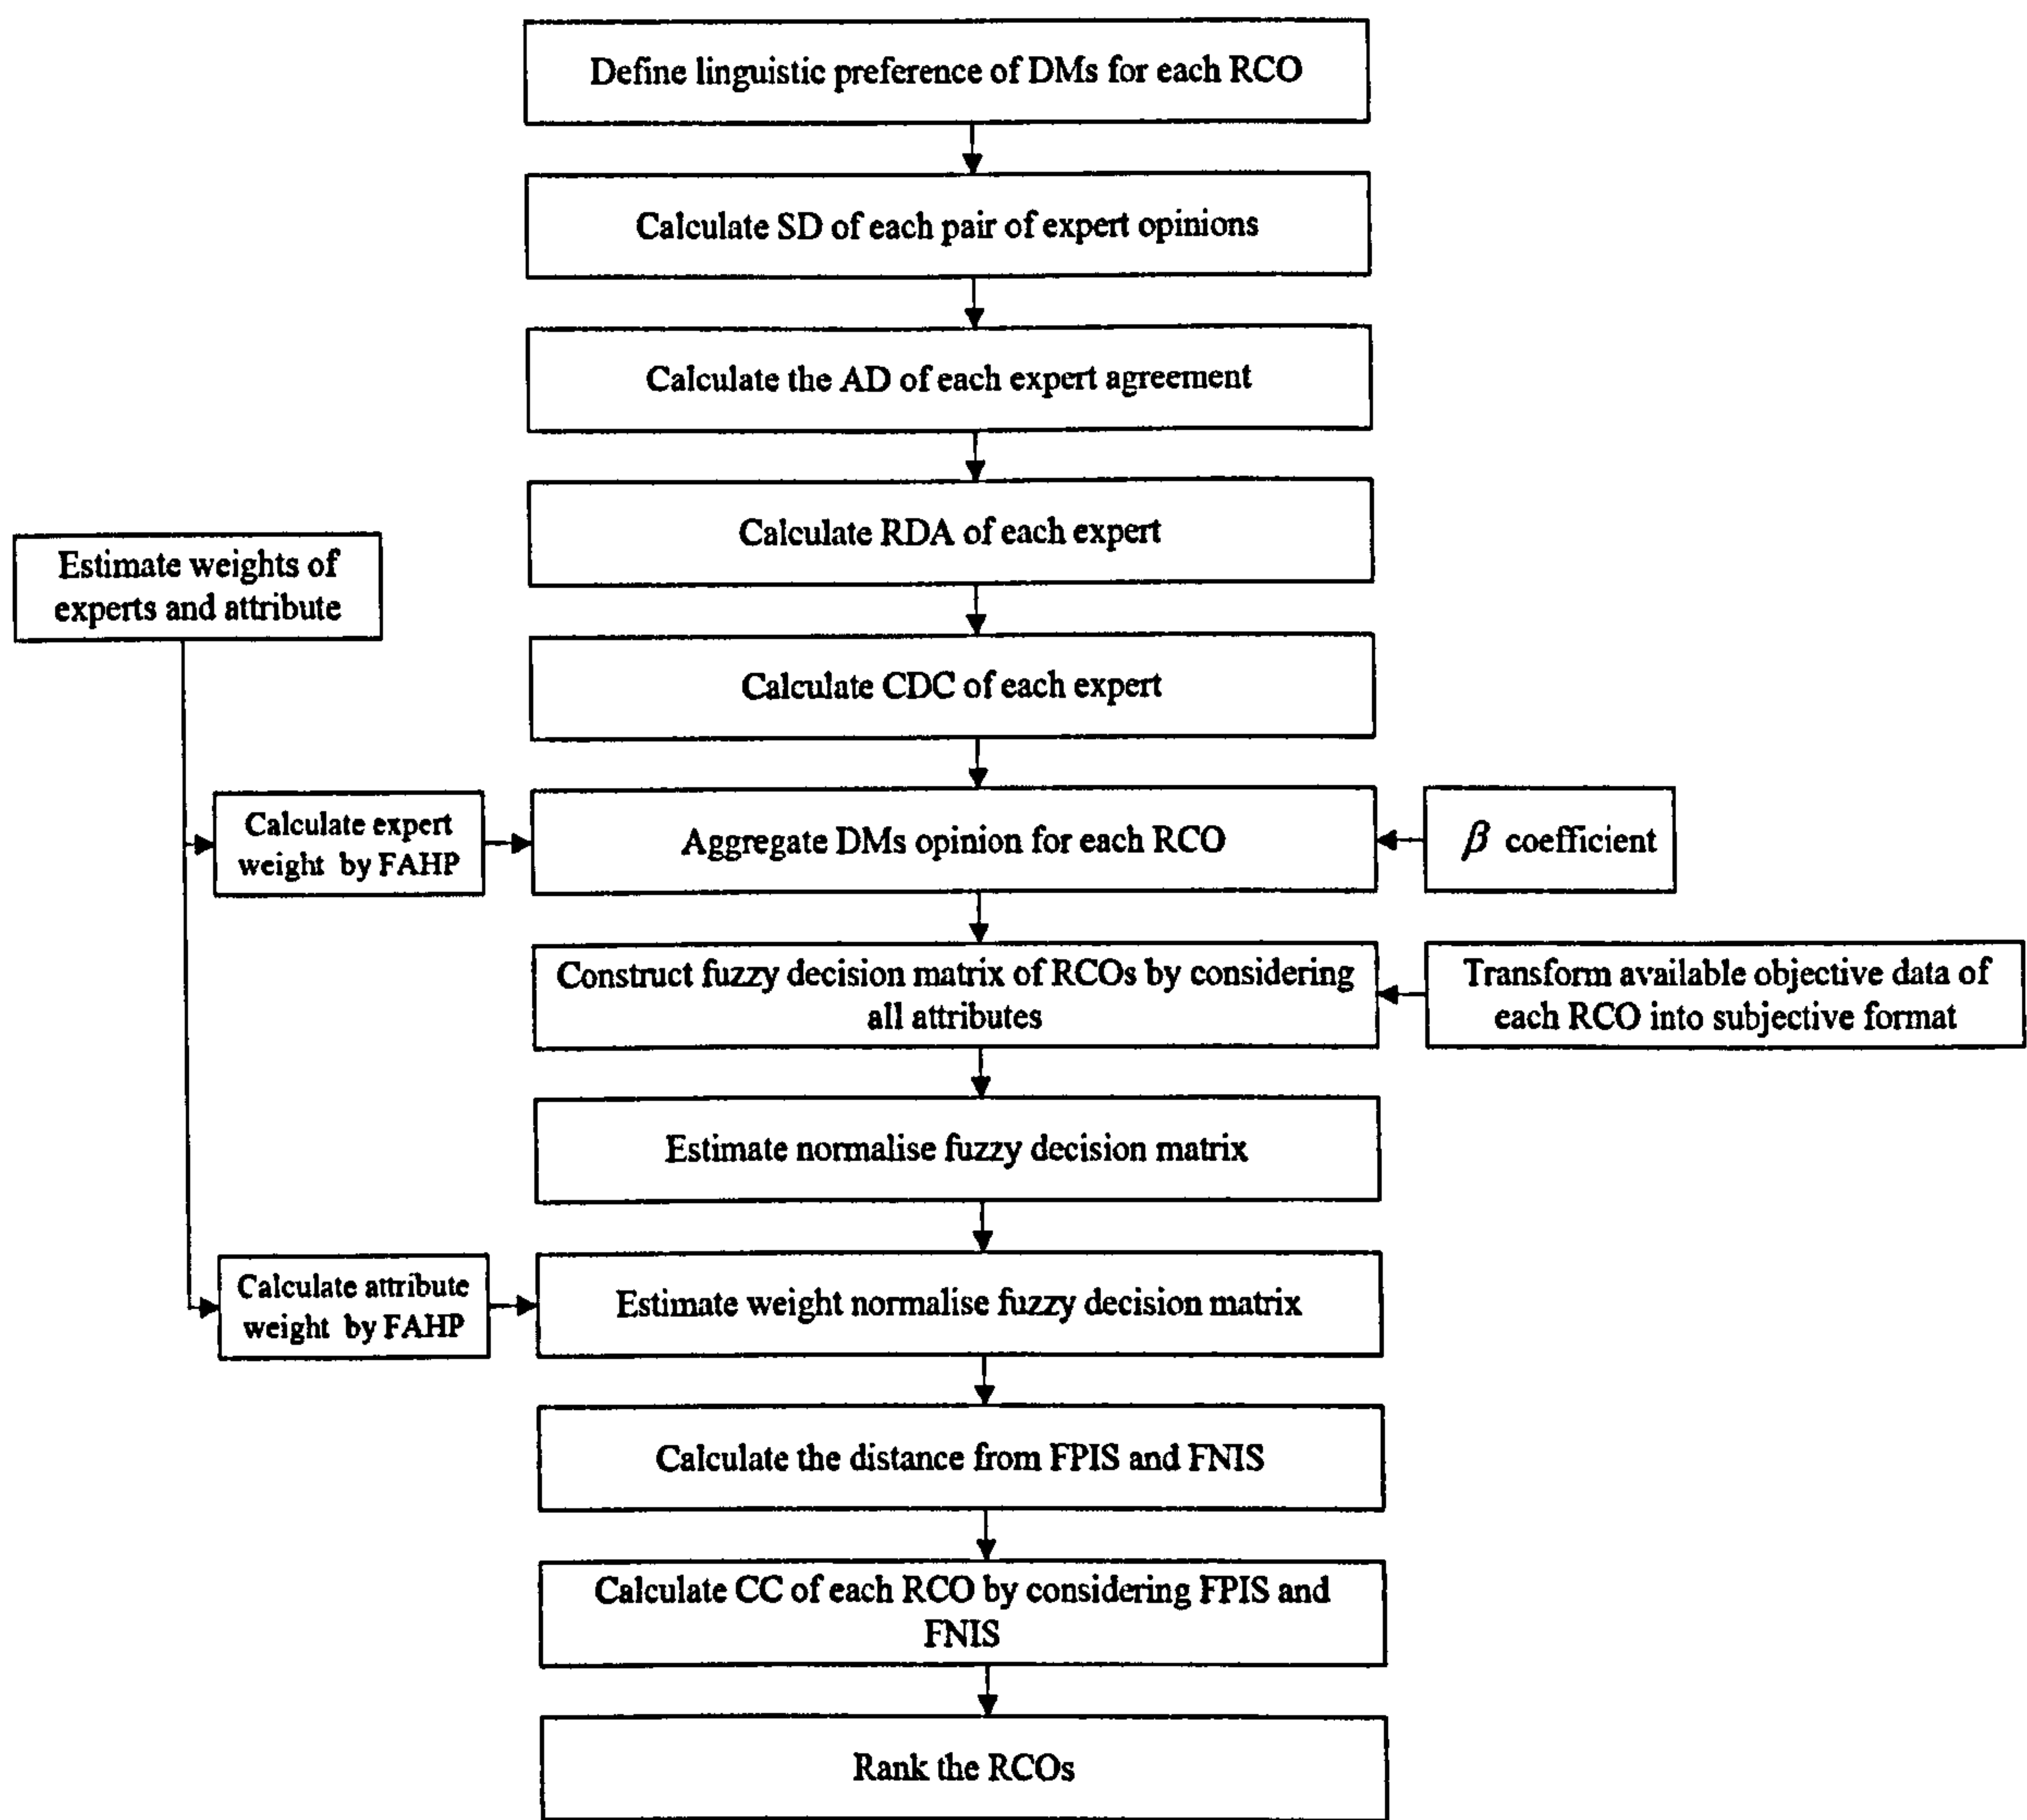 Define linguistic preference of DMs for each RCO
Calculate SD of each pair of expert opinions
Calculate the AD of each expert agreement
Calculate RDA of each expert
Estimate weights of
experts and attribute
Calculate CDC of each expert
Calculate expert
weight by FAHP
Aggregate DMs opinion for each RCO
β coefficient
Construct fuzzy decision matrix of RCOs by considering
all attributes
Transform available objective data of
each RCO into subjective format
Estimate normalise fuzzy decision matrix
Calculate attribute
weight by FAHP
Estimate weight normalise fuzzy decision matrix
Calculate the distance from FPIS and FNIS
Calculate CC of each RCO by considering FPIS and
FNIS
Rank the RCOs